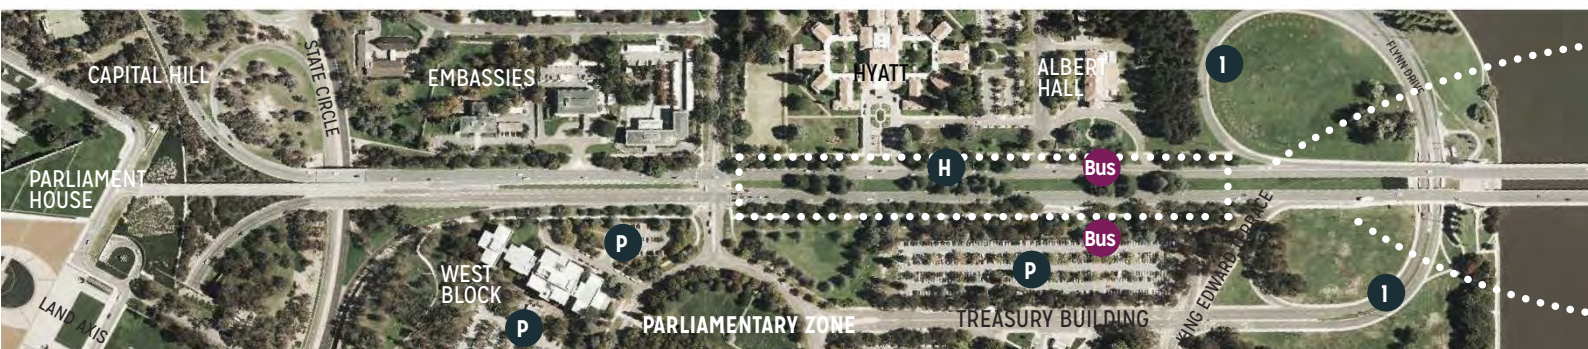 CAPITAL HILL
STATE CIRCLE
EMBASSIES
HYATT
ALBERT
HALL
1
FLYNN DRIVE
PARLIAMENT
HOUSE
H
Bus
P
Bus
P
WEST
BLOCK
P
LAND AXIS
PARLIAMENTARY ZONE
TREASURY BUILDING
KING EDWARD TERRACE
1